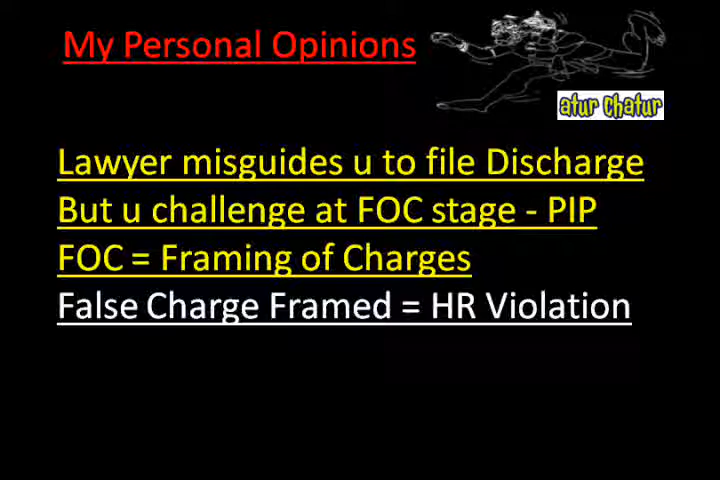 My Personal Opinions
atur chatur
Lawyer misguides u to file Discharge
But u challenge at FOC stage - PIP
FOC = Framing of Charges
False Charge Framed = HR Violation